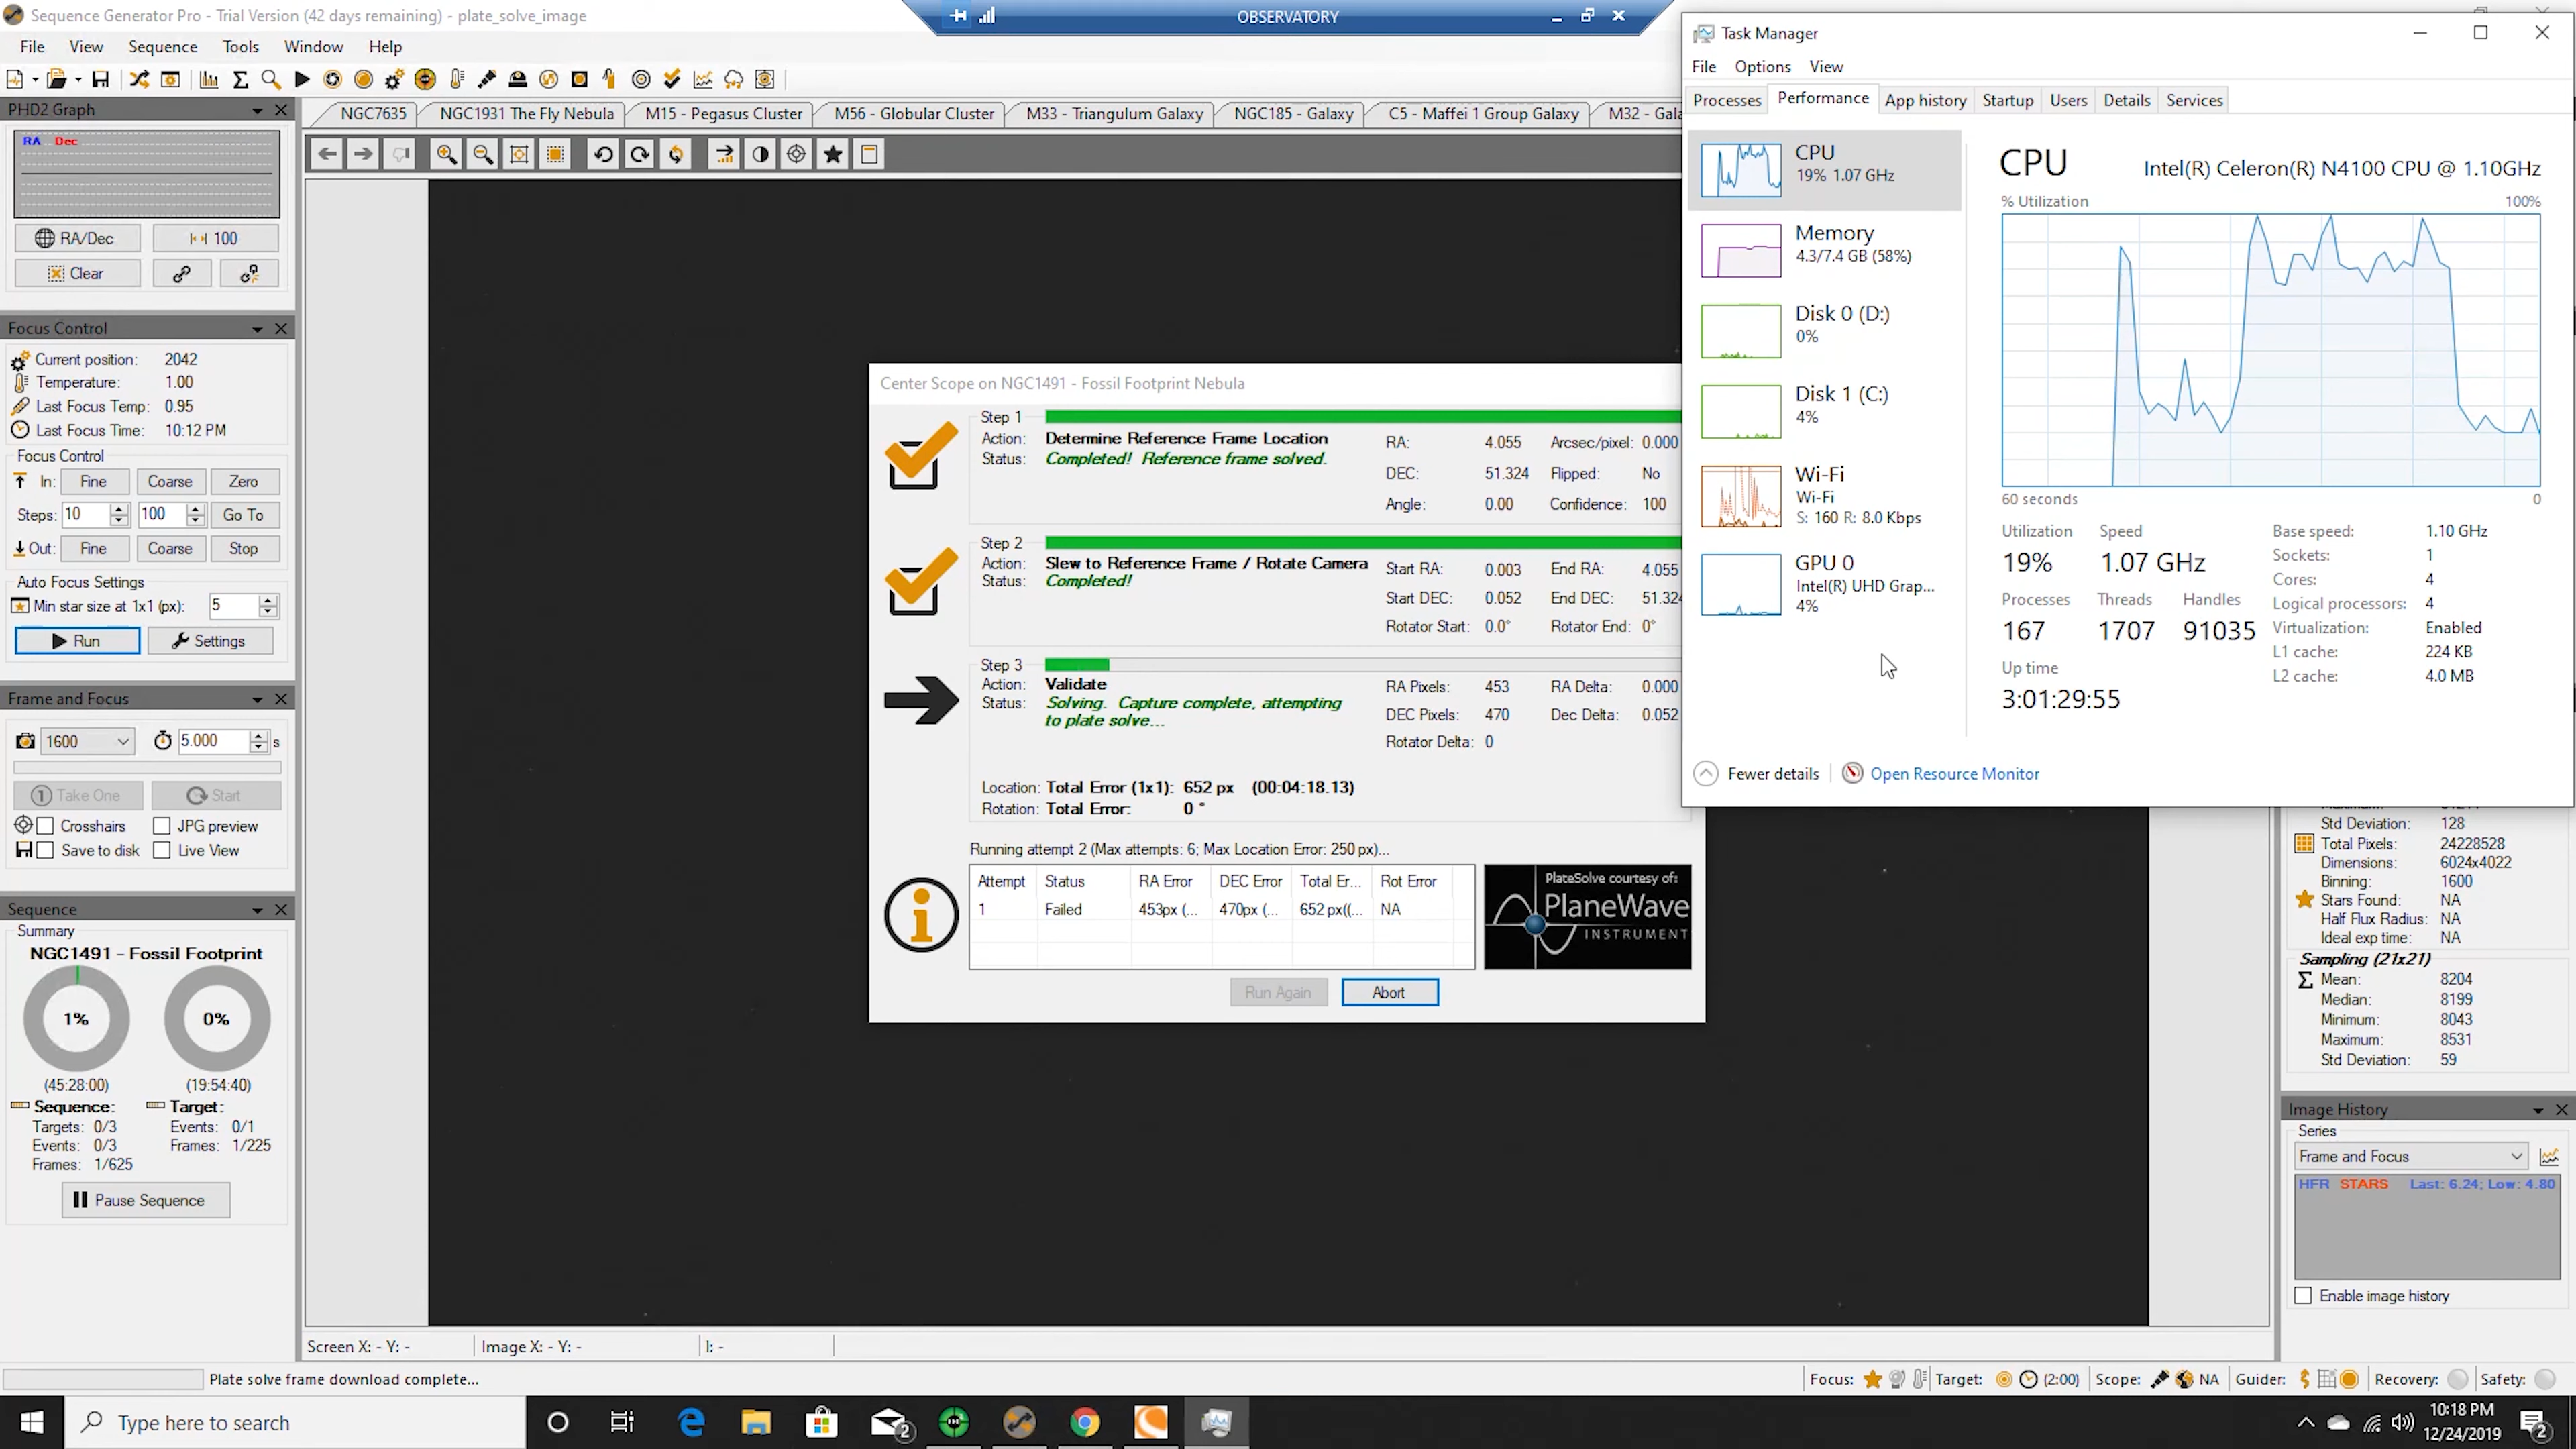 Sequence Generator Pro - Trial Version (42 days remaining) - plate_solve_image
OBSERVATORY
File View Sequence Tools Window Help
PHD2 Graph
RA Dec
RA/Dec
100
Clear
Focus Control
Current position: 2042
Temperature: 1.00
Last Focus Temp: 0.95
Last Focus Time: 10:12 PM
Focus Control
In: Fine Coarse Zero
Steps: 10 100 Go To
Out: Fine Coarse Stop
Auto Focus Settings
Min star size at 1x1 (px): 5
Run Settings
Frame and Focus
1600 5.000 s
1 Take One Start
Crosshairs JPG preview
Save to disk Live View
Sequence
Summary
NGC1491 - Fossil Footprint
1% 0%
(45:28:00) (19:54:40)
Sequence: Target:
Targets: 0/3 Events: 0/1
Events: 0/3 Frames: 1/225
Frames: 1/625
Pause Sequence
NGC7635 NGC1931 The Fly Nebula M15 - Pegasus Cluster M56 - Globular Cluster M33 - Triangulum Galaxy NGC185 - Galaxy C5 - Maffei 1 Group Galaxy M32 - Gala
Center Scope on NGC1491 - Fossil Footprint Nebula
Step 1
Action: Determine Reference Frame Location
Status: Completed! Reference frame solved.
RA: 4.055 Arcsec/pixel: 0.000
DEC: 51.324 Flipped: No
Angle: 0.00 Confidence: 100
Step 2
Action: Slew to Reference Frame / Rotate Camera
Status: Completed!
Start RA: 0.003 End RA: 4.055
Start DEC: 0.052 End DEC: 51.324
Rotator Start: 0.0° Rotator End: 0°
Step 3
Action: Validate
Status: Solving. Capture complete, attempting
to plate solve...
RA Pixels: 453 RA Delta: 0.000
DEC Pixels: 470 Dec Delta: 0.052
Rotator Delta: 0
Location: Total Error (1x1): 652 px (00:04:18.13)
Rotation: Total Error: 0 °
Running attempt 2 (Max attempts: 6; Max Location Error: 250 px)...
Attempt Status RA Error DEC Error Total Er... Rot Error
1 Failed 453px (... 470px (... 652 px((... NA
PlateSolve courtesy of:
PlaneWave
INSTRUMENT
Run Again Abort
Task Manager
File Options View
Processes Performance App history Startup Users Details Services
CPU
19% 1.07 GHz
Memory
4.3/7.4 GB (58%)
Disk 0 (D:)
0%
Disk 1 (C:)
4%
Wi-Fi
Wi-Fi
S: 160 R: 8.0 Kbps
GPU 0
Intel(R) UHD Grap...
4%
CPU Intel(R) Celeron(R) N4100 CPU @ 1.10GHz
% Utilization 100%
60 seconds 0
Utilization Speed
19% 1.07 GHz
Processes Threads Handles
167 1707 91035
Up time
3:01:29:55
Base speed: 1.10 GHz
Sockets: 1
Cores: 4
Logical processors: 4
Virtualization: Enabled
L1 cache: 224 KB
L2 cache: 4.0 MB
Fewer details Open Resource Monitor
Std Deviation: 128
Total Pixels: 24228528
Dimensions: 6024x4022
Binning: 1600
Stars Found: NA
Half Flux Radius: NA
Ideal exp time: NA
Sampling (21x21)
Mean: 8204
Median: 8199
Minimum: 8043
Maximum: 8531
Std Deviation: 59
Image History
Series
Frame and Focus
HFR STARS Last: 6.24; Low: 4.80
Enable image history
Screen X: - Y: - Image X: - Y: - I: -
Plate solve frame download complete...
Focus: Target: (2:00) Scope: NA Guider: Recovery: Safety:
Type here to search
2
10:18 PM
12/24/2019
2